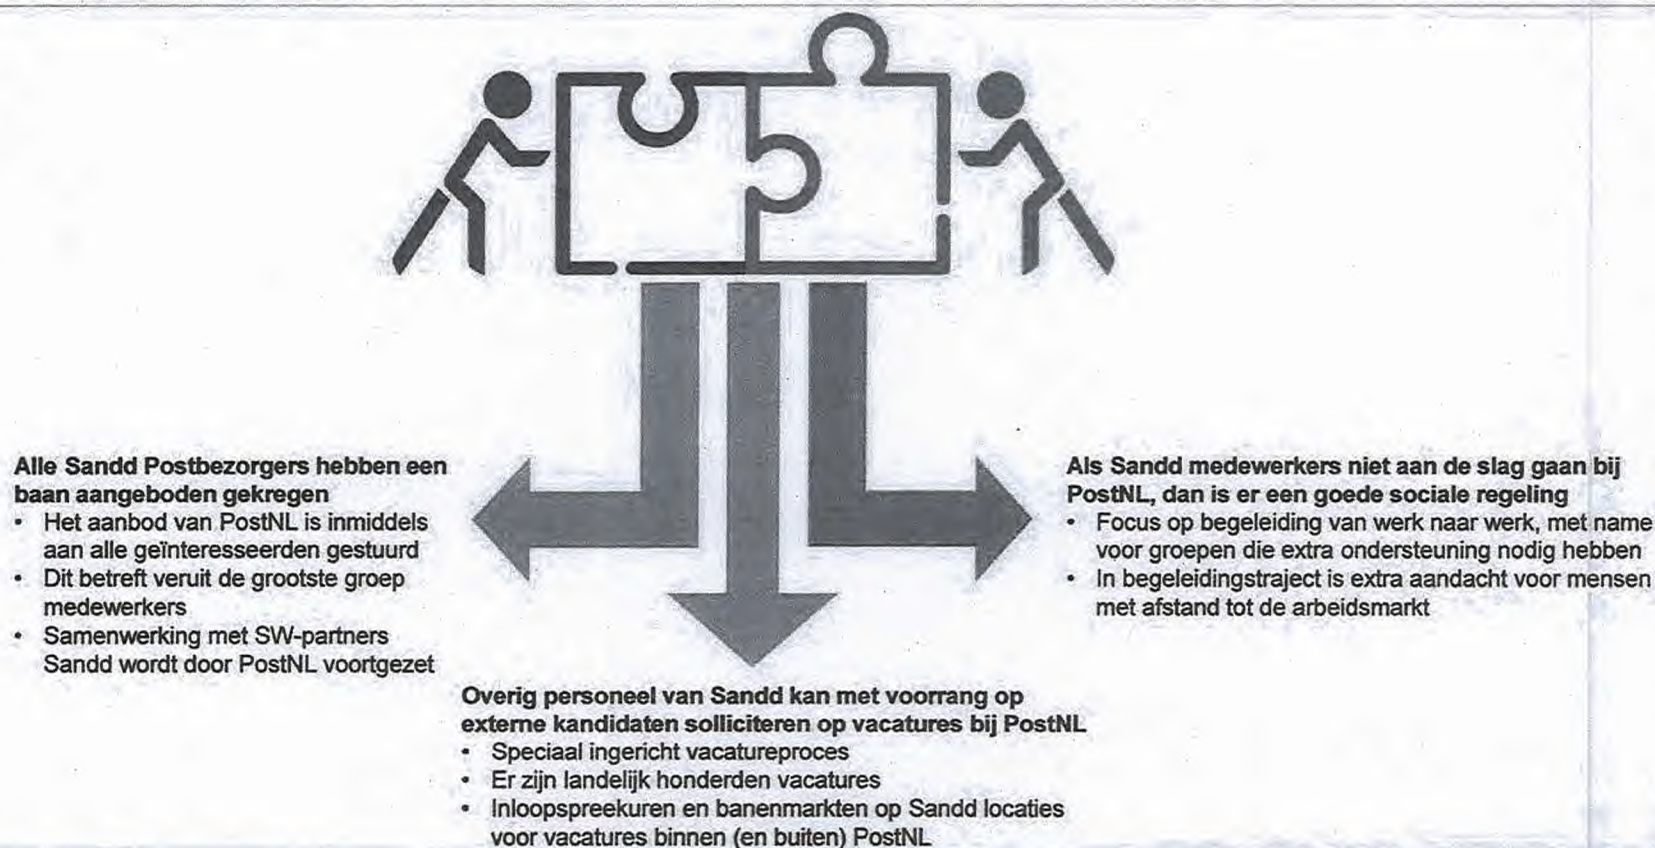 Alle Sandd Postbezorgers hebben een
baan aangeboden gekregen
• Het aanbod van PostNL is inmiddels
aan alle geïnteresseerden gestuurd
• Dit betreft veruit de grootste groep
medewerkers
• Samenwerking met SW-partners
Sandd wordt door PostNL voortgezet
Overig personeel van Sandd kan met voorrang op
externe kandidaten solliciteren op vacatures bij PostNL
• Speciaal ingericht vacatureproces
• Er zijn landelijk honderden vacatures
• Inloopspreekuren en banenmarkten op Sandd locaties
voor vacatures binnen (en buiten) PostNL
Als Sandd medewerkers niet aan de slag gaan bij
PostNL, dan is er een goede sociale regeling
• Focus op begeleiding van werk naar werk, met name
voor groepen die extra ondersteuning nodig hebben
• In begeleidingstraject is extra aandacht voor mensen
met afstand tot de arbeidsmarkt